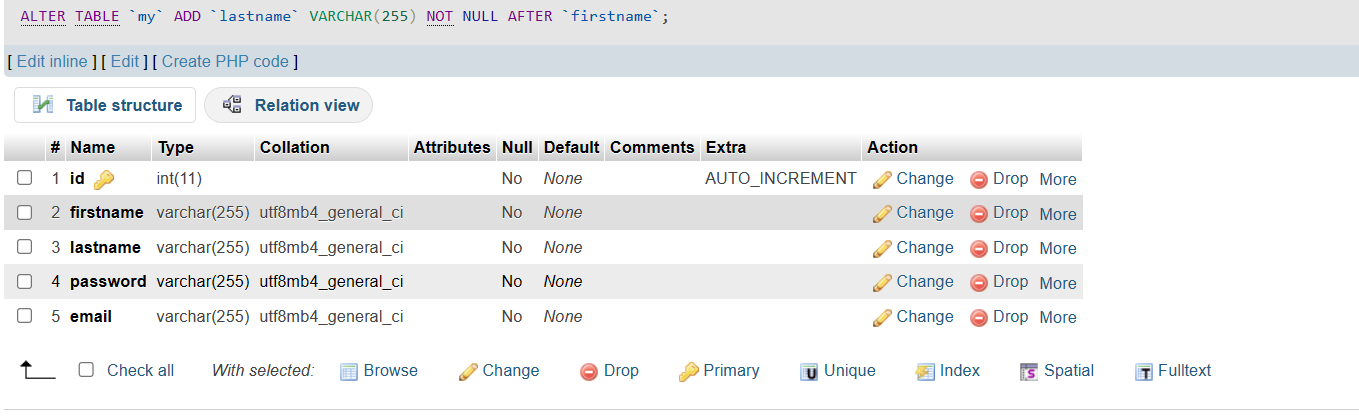 ALTER TABLE `my` ADD `lastname` VARCHAR(255) NOT NULL AFTER `firstname`;
[ Edit inline ] [ Edit ] [ Create PHP code ]
Table structure Relation view
# Name Type Collation Attributes Null Default Comments Extra Action
1 id int(11) No None AUTO_INCREMENT Change Drop More
2 firstname varchar(255) utf8mb4_general_ci No None Change Drop More
3 lastname varchar(255) utf8mb4_general_ci No None Change Drop More
4 password varchar(255) utf8mb4_general_ci No None Change Drop More
5 email varchar(255) utf8mb4_general_ci No None Change Drop More
Check all With selected: Browse Change Drop Primary Unique Index Spatial Fulltext